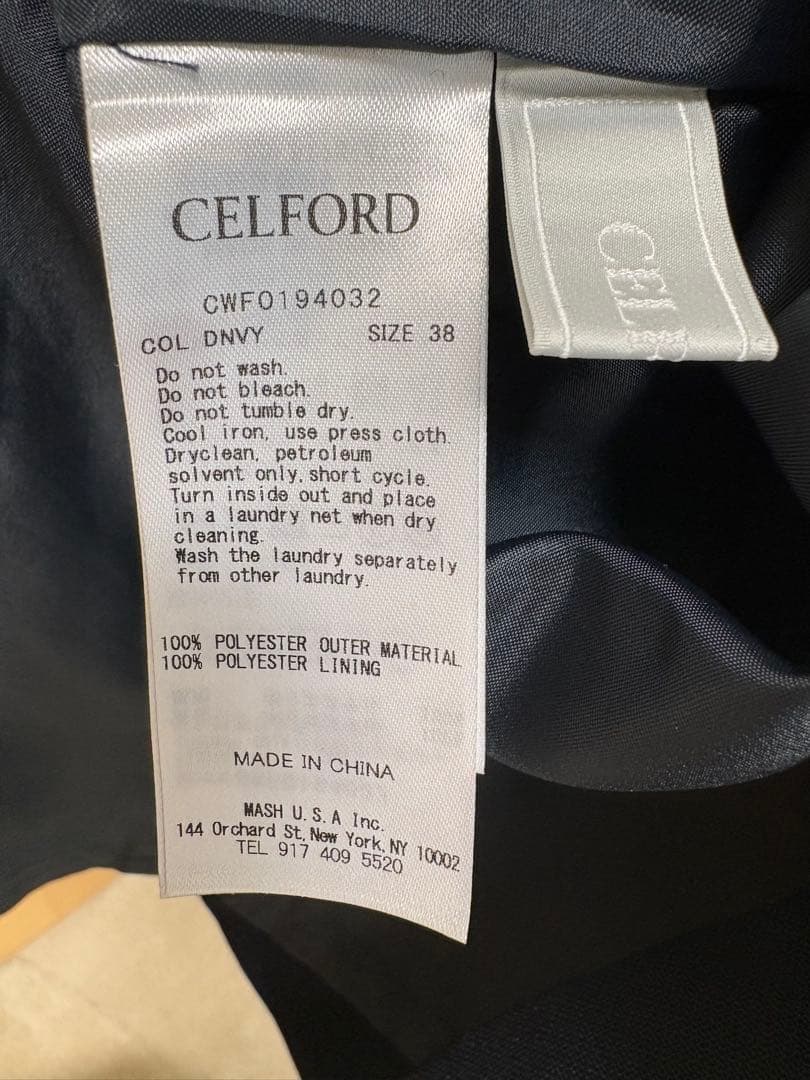 CELFORD
CWFO194032
COL DNVY SIZE 38
Do not wash.
Do not bleach.
Do not tumble dry.
Cool iron, use press cloth.
Dryclean, petroleum
solvent only, short cycle.
Turn inside out and place
in a laundry net when dry
cleaning.
Wash the laundry separately
from other laundry.
100% POLYESTER OUTER MATERIAL
100% POLYESTER LINING
MADE IN CHINA
MASH U.S.A Inc.
144 Orchard St, New York, NY 10002
TEL 917 409 5520
CEL